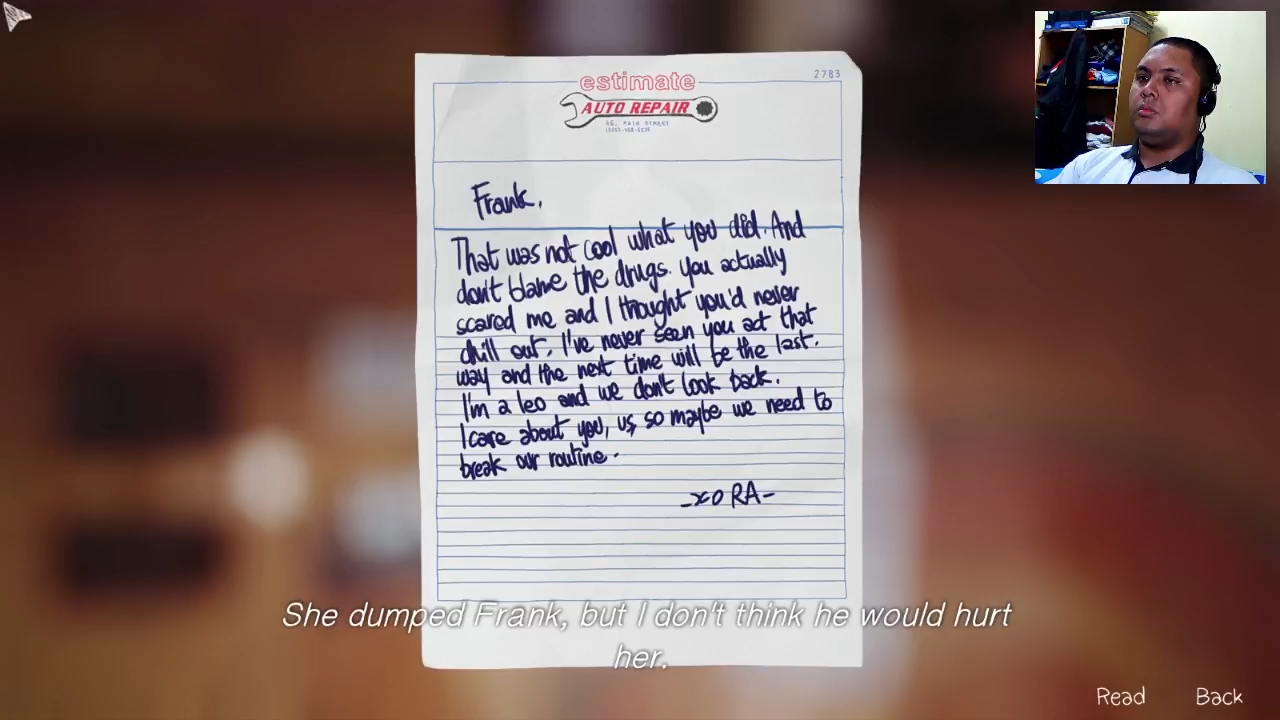 estimate
2783
AUTO REPAIR
Frank,
That was not cool what you did. And
don't blame the drugs. You actually
scared me and I thought you'd never
chill out. I've never seen you act that
way and the next time will be the last.
I'm a leo and we don't look back.
I care about you, us, so maybe we need to
break our routine.
-xo RA-
She dumped Frank, but I don't think he would hurt
her.
Read Back